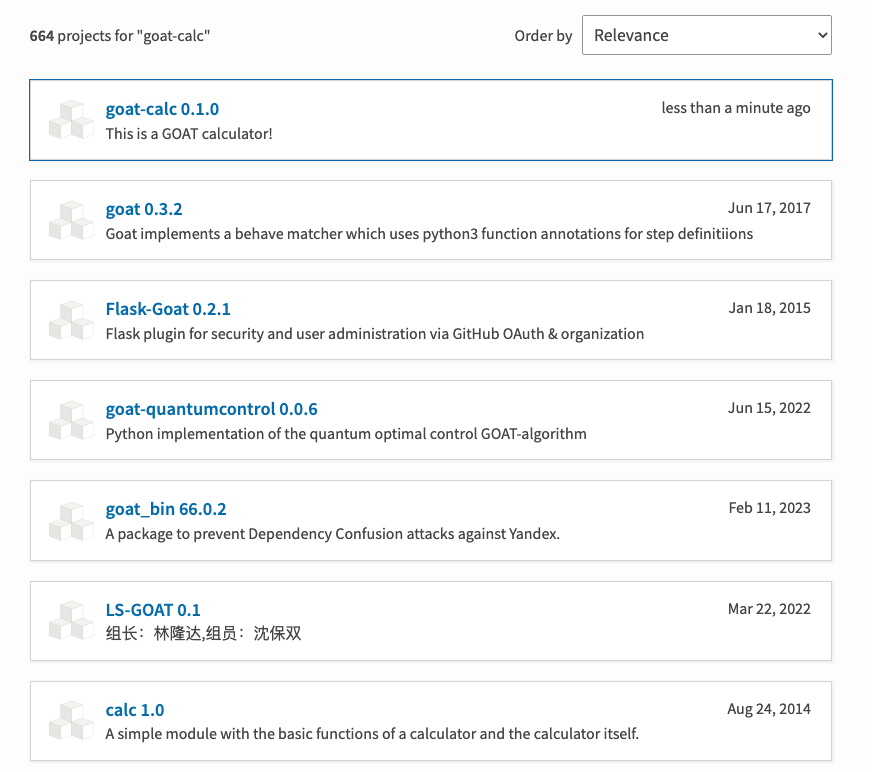 664 projects for "goat-calc"
Order by
Relevance
goat-calc 0.1.0
less than a minute ago
This is a GOAT calculator!
goat 0.3.2
Jun 17, 2017
Goat implements a behave matcher which uses python3 function annotations for step definitiions
Flask-Goat 0.2.1
Jan 18, 2015
Flask plugin for security and user administration via GitHub OAuth & organization
goat-quantumcontrol 0.0.6
Jun 15, 2022
Python implementation of the quantum optimal control GOAT-algorithm
goat_bin 66.0.2
Feb 11, 2023
A package to prevent Dependency Confusion attacks against Yandex.
LS-GOAT 0.1
Mar 22, 2022
组长：林隆达,组员：沈保双
calc 1.0
Aug 24, 2014
A simple module with the basic functions of a calculator and the calculator itself.